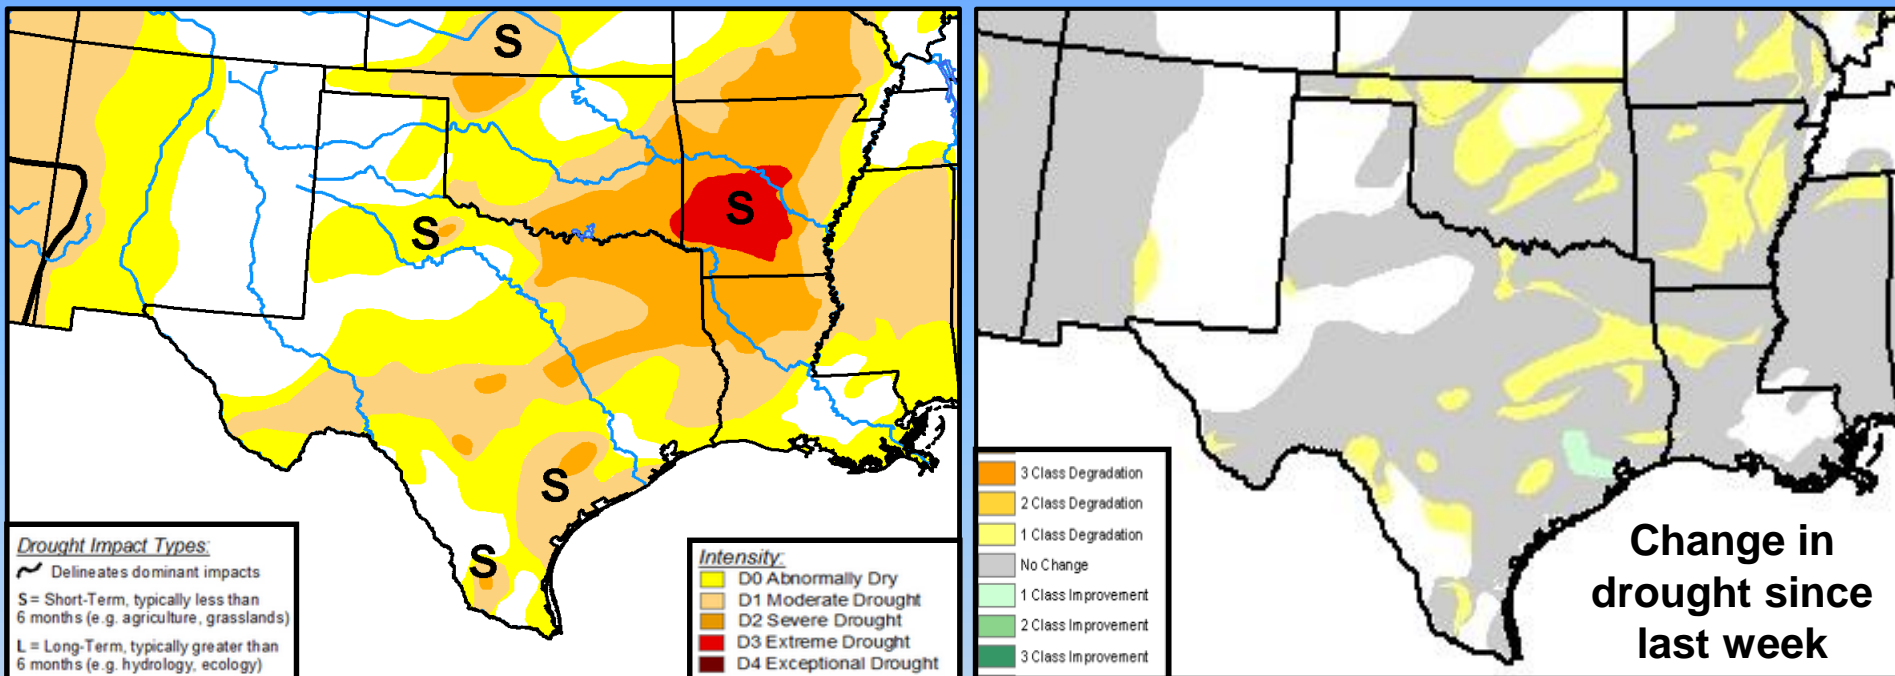 S
S
S
S
S
Drought Impact Types:
Delineates dominant impacts
S = Short-Term, typically less than
6 months (e.g. agriculture, grasslands)
L = Long-Term, typically greater than
6 months (e.g. hydrology, ecology)
Intensity:
D0 Abnormally Dry
D1 Moderate Drought
D2 Severe Drought
D3 Extreme Drought
D4 Exceptional Drought
3 Class Degradation
2 Class Degradation
1 Class Degradation
No Change
1 Class Improvement
2 Class Improvement
3 Class Improvement
Change in
drought since
last week